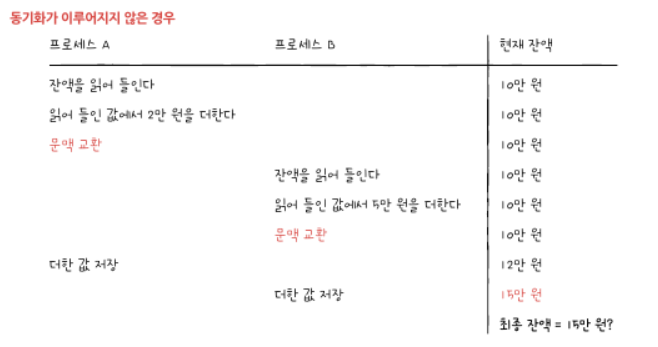 동기화가 이루어지지 않은 경우
프로세스 A 프로세스 B 현재 잔액
잔액을 읽어 들인다 10만 원
읽어 들인 값에서 2만 원을 더한다 10만 원
문맥 교환 10만 원
잔액을 읽어 들인다 10만 원
읽어 들인 값에서 5만 원을 더한다 10만 원
문맥 교환 10만 원
더한 값 저장 12만 원
더한 값 저장 15만 원
최종 잔액 = 15만 원?